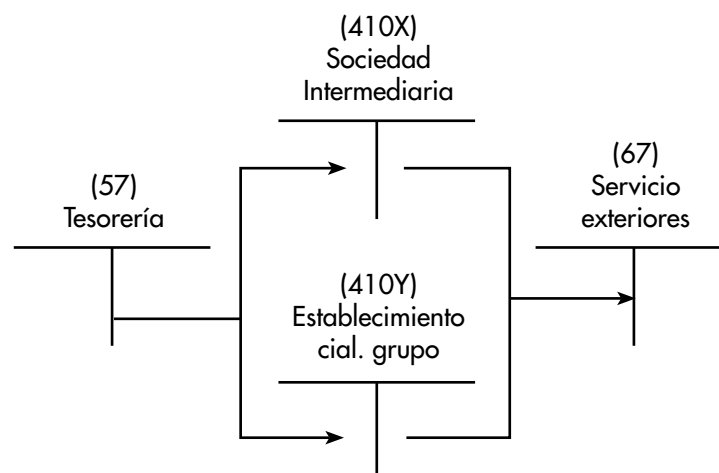 (410X)
Sociedad
Intermediaria
(57)
Tesorería
(67)
Servicio
exteriores
(410Y)
Establecimiento
cial. grupo